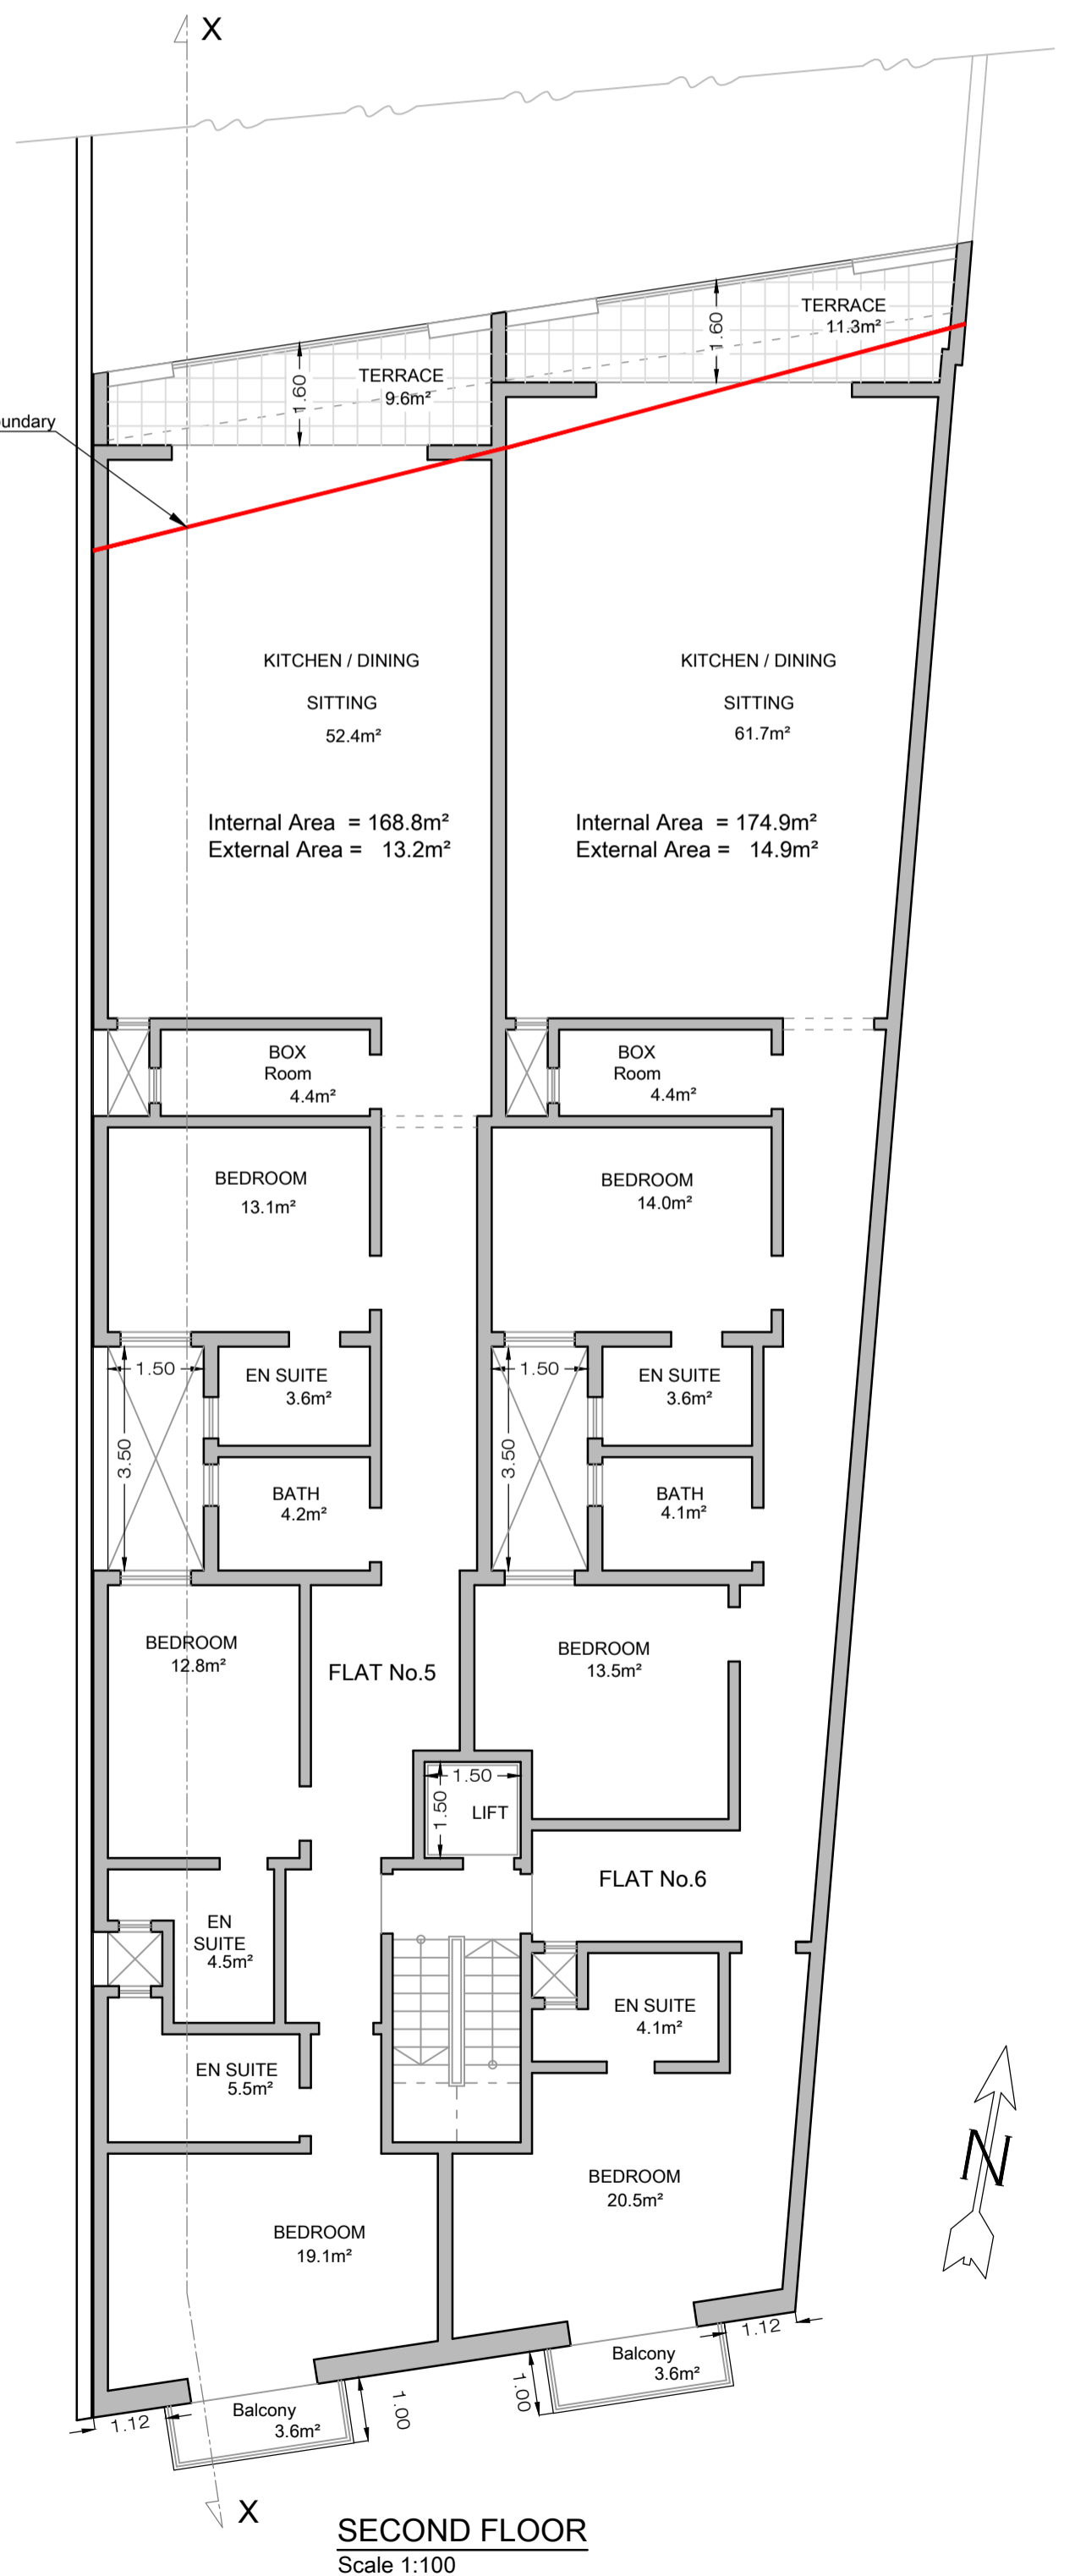 X
TERRACE
11.3m²
1.60
TERRACE
9.6m²
1.60
KITCHEN / DINING
SITTING
52.4m²
KITCHEN / DINING
SITTING
61.7m²
Internal Area = 168.8m²
External Area = 13.2m²
Internal Area = 174.9m²
External Area = 14.9m²
BOX
Room
4.4m²
BOX
Room
4.4m²
BEDROOM
13.1m²
BEDROOM
14.0m²
1.50
3.50
EN SUITE
3.6m²
1.50
3.50
EN SUITE
3.6m²
BATH
4.2m²
BATH
4.1m²
BEDROOM
12.8m²
FLAT No.5
BEDROOM
13.5m²
1.50
1.50
LIFT
FLAT No.6
EN
SUITE
4.5m²
EN SUITE
4.1m²
EN SUITE
5.5m²
N
BEDROOM
20.5m²
BEDROOM
19.1m²
1.12
Balcony
3.6m²
1.00
1.12
Balcony
3.6m²
1.00
X
SECOND FLOOR
Scale 1:100